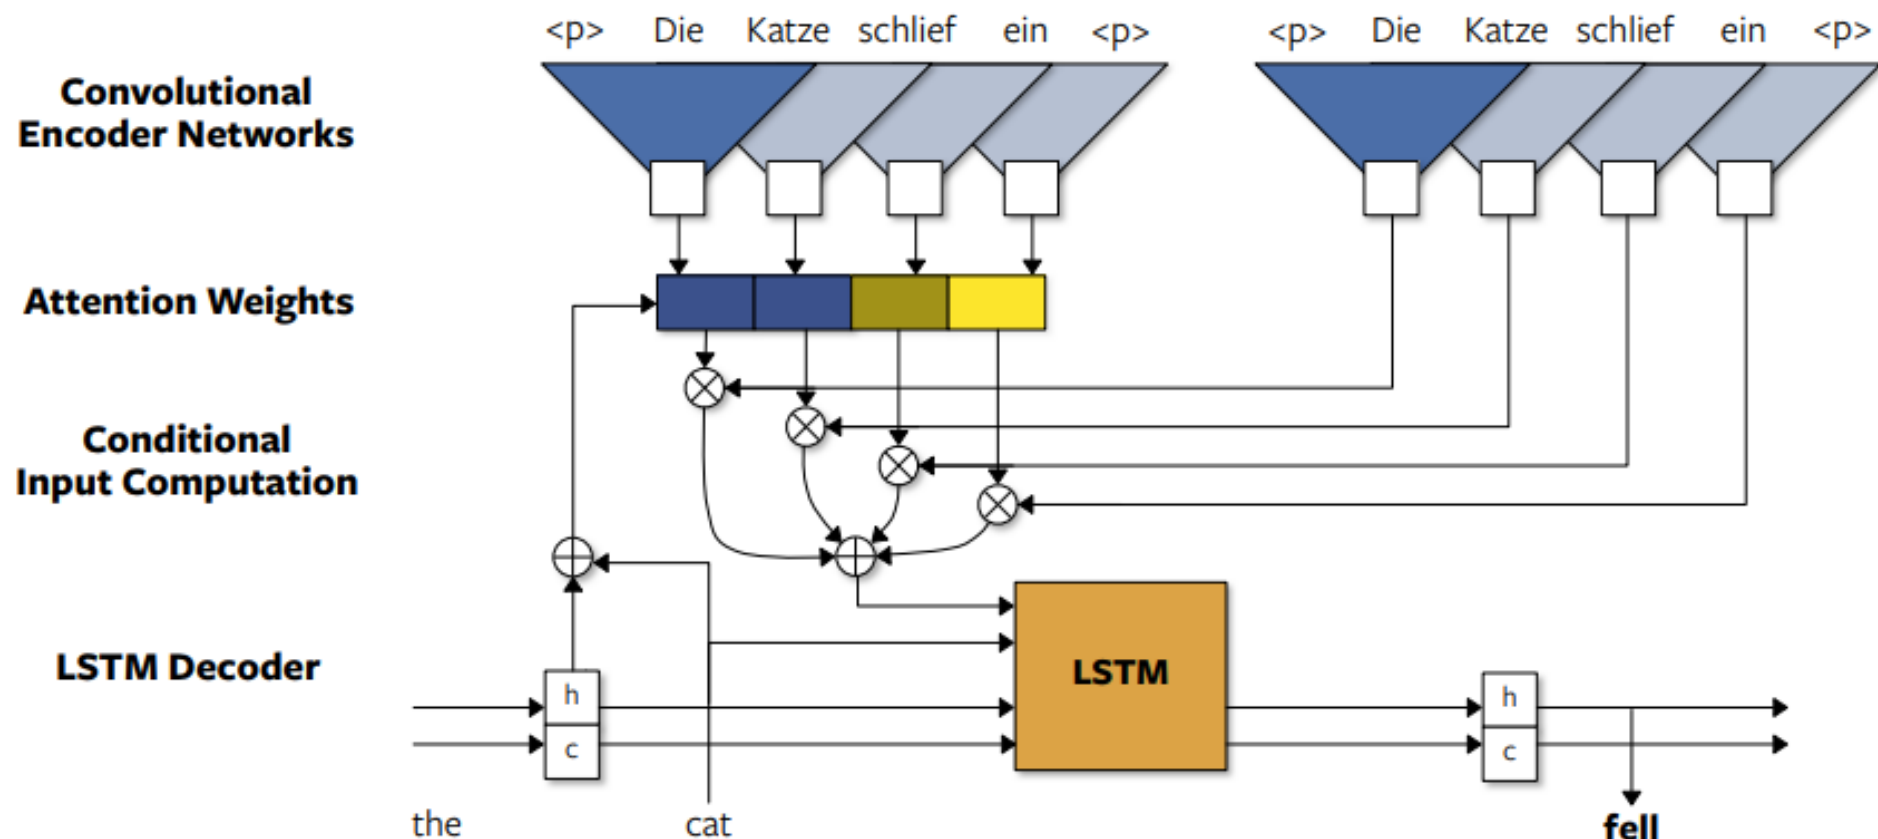 <p> Die Katze schlief ein <p>
<p> Die Katze schlief ein <p>
Convolutional
Encoder Networks
Attention Weights
Conditional
Input Computation
LSTM Decoder
h
c
LSTM
h
c
the
cat
fell